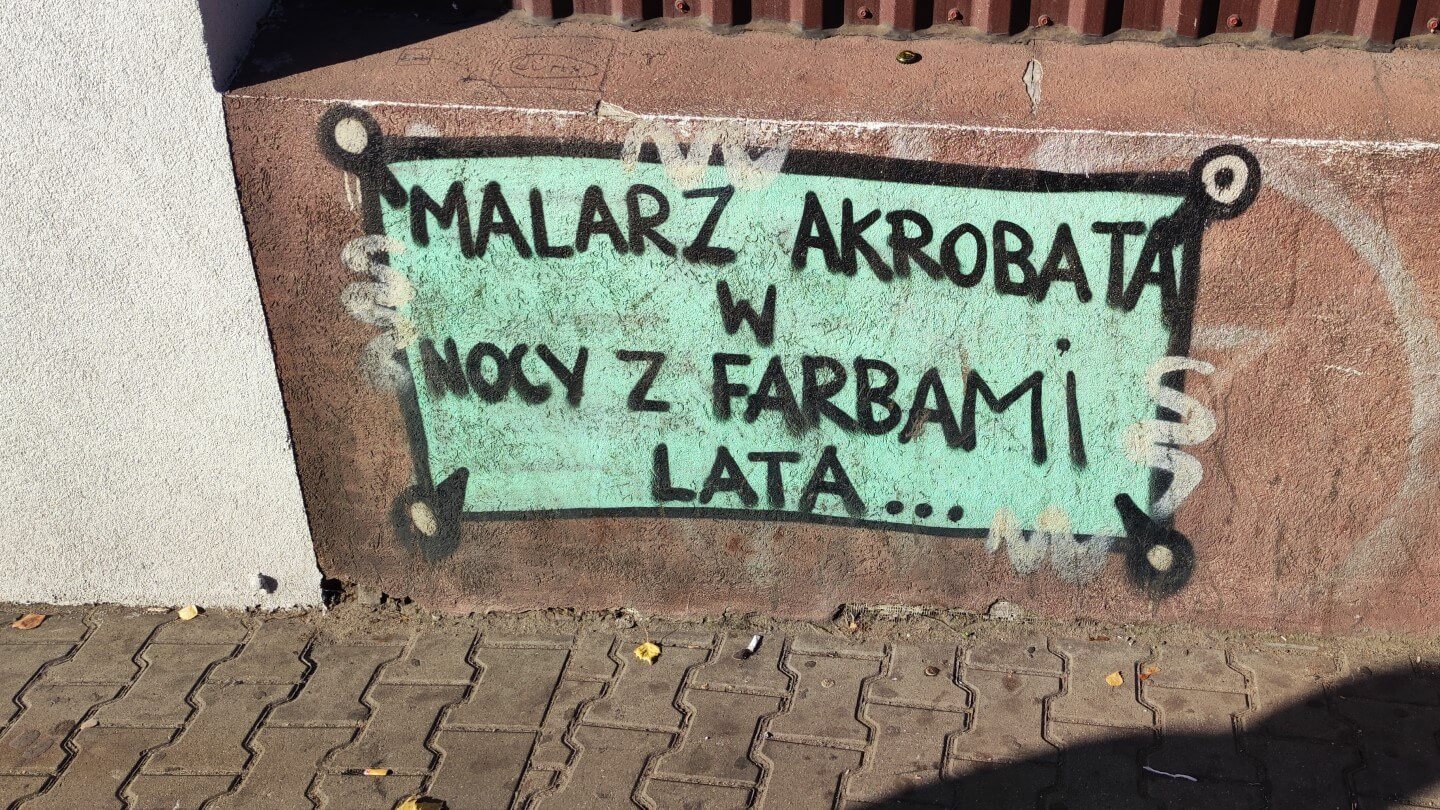 MALARZ AKROBATA
W
NOCY Z FARBAMi
LATA...